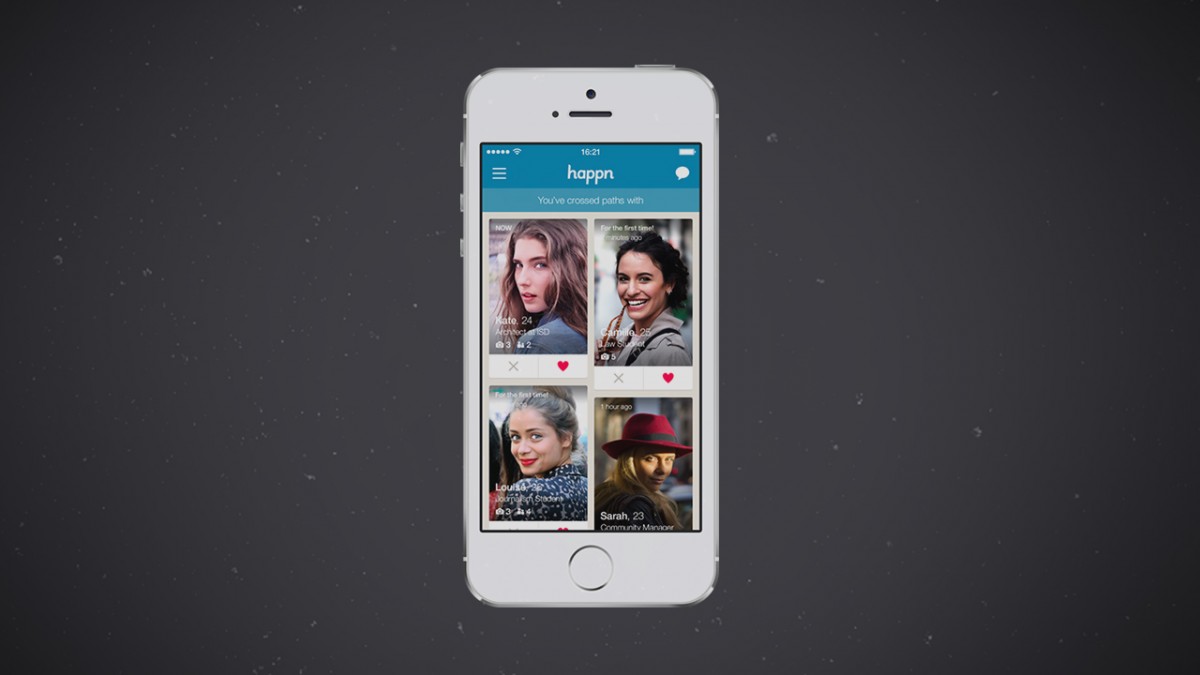 16:21
happn
You've crossed paths with
NOW
Kate, 24
Architect at ISD
3 2
For the first time!
minutes ago
Camille, 25
Law Student
5
For the first time!
Louise,
Journalism Student
3 4
1 hour ago
Sarah, 23
Community Manager